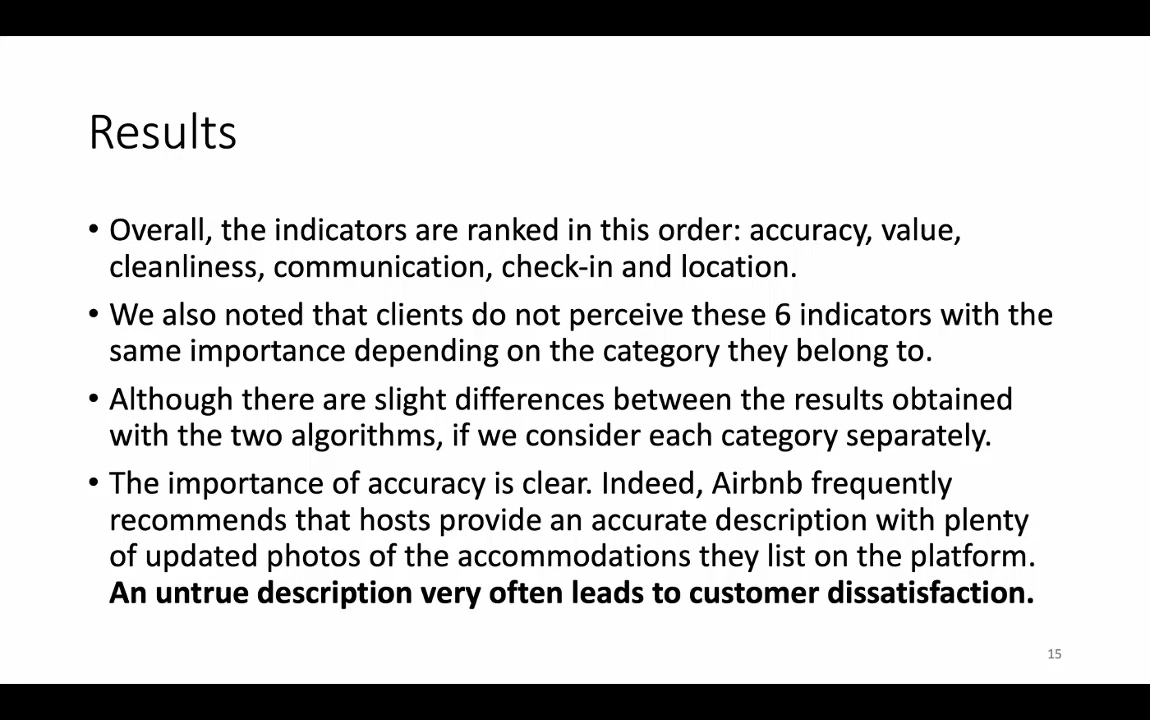 Results
• Overall, the indicators are ranked in this order: accuracy, value,
cleanliness, communication, check-in and location.
• We also noted that clients do not perceive these 6 indicators with the
same importance depending on the category they belong to.
• Although there are slight differences between the results obtained
with the two algorithms, if we consider each category separately.
• The importance of accuracy is clear. Indeed, Airbnb frequently
recommends that hosts provide an accurate description with plenty
of updated photos of the accommodations they list on the platform.
An untrue description very often leads to customer dissatisfaction.
15